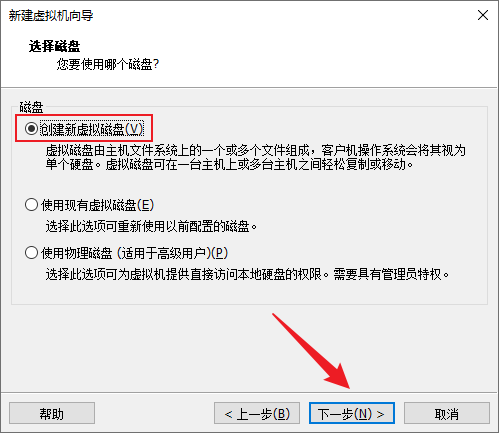 新建虚拟机向导
选择磁盘
您要使用哪个磁盘?
磁盘
创建新虚拟磁盘(V)
虚拟磁盘由主机文件系统上的一个或多个文件组成，客户机操作系统会将其视为
单个硬盘。虚拟磁盘可在一台主机上或多台主机之间轻松复制或移动。
使用现有虚拟磁盘(E)
选择此选项可重新使用以前配置的磁盘。
使用物理磁盘 (适用于高级用户)(P)
选择此选项可为虚拟机提供直接访问本地硬盘的权限。需要具有管理员特权。
帮助
< 上一步(B)
下一步(N) >
取消